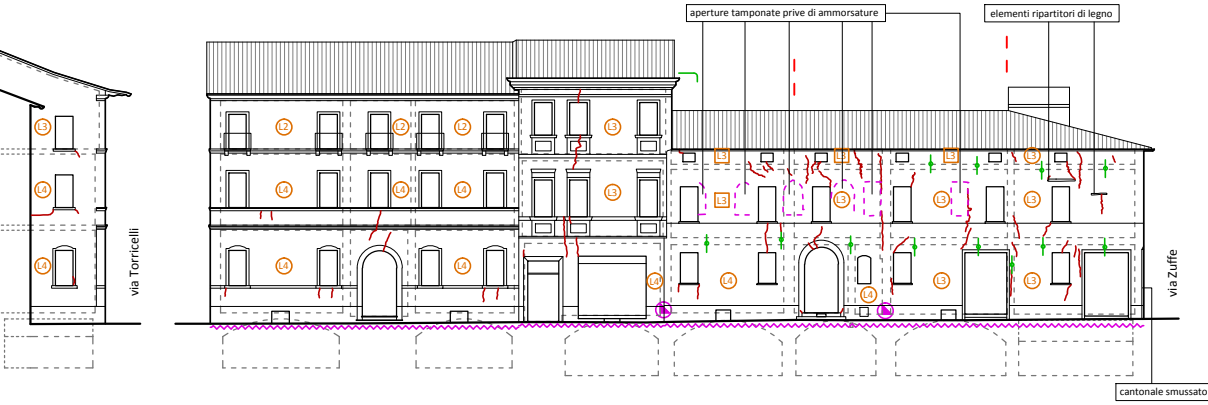 aperture tamponate prive di ammorsature
elementi ripartitori di legno
L3
L2
L2
L2
L3
L3
L3
L3
L3
L4
L4
L4
L4
L3
L3
L3
L3
L3
L4
L4
L4
L4
L4
L4
L3
L3
via Torricelli
via Zuffe
cantonale smussato